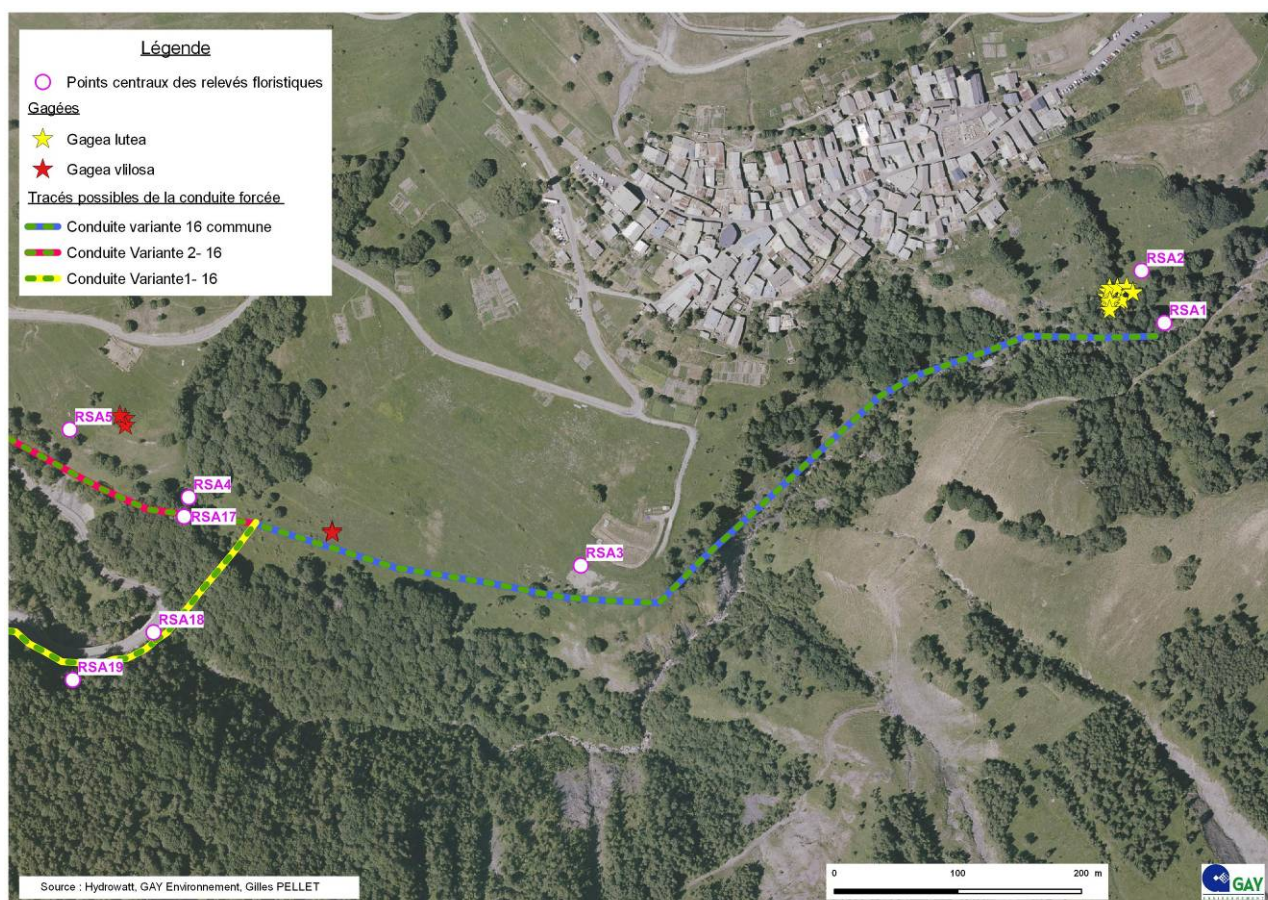 Légende
Points centraux des relevés floristiques
Gagées
Gagea lutea
Gagea vlilosa
Tracés possibles de la conduite forcée
Conduite variante 16 commune
Conduite Variante 2- 16
Conduite Variante1- 16
RSA2
RSA1
RSA5
RSA4
RSA17
RSA3
RSA18
RSA19
Source : Hydrowatt, GAY Environnement, Gilles PELLET
0 100 200 m
GAY
ENVIRONNEMENT